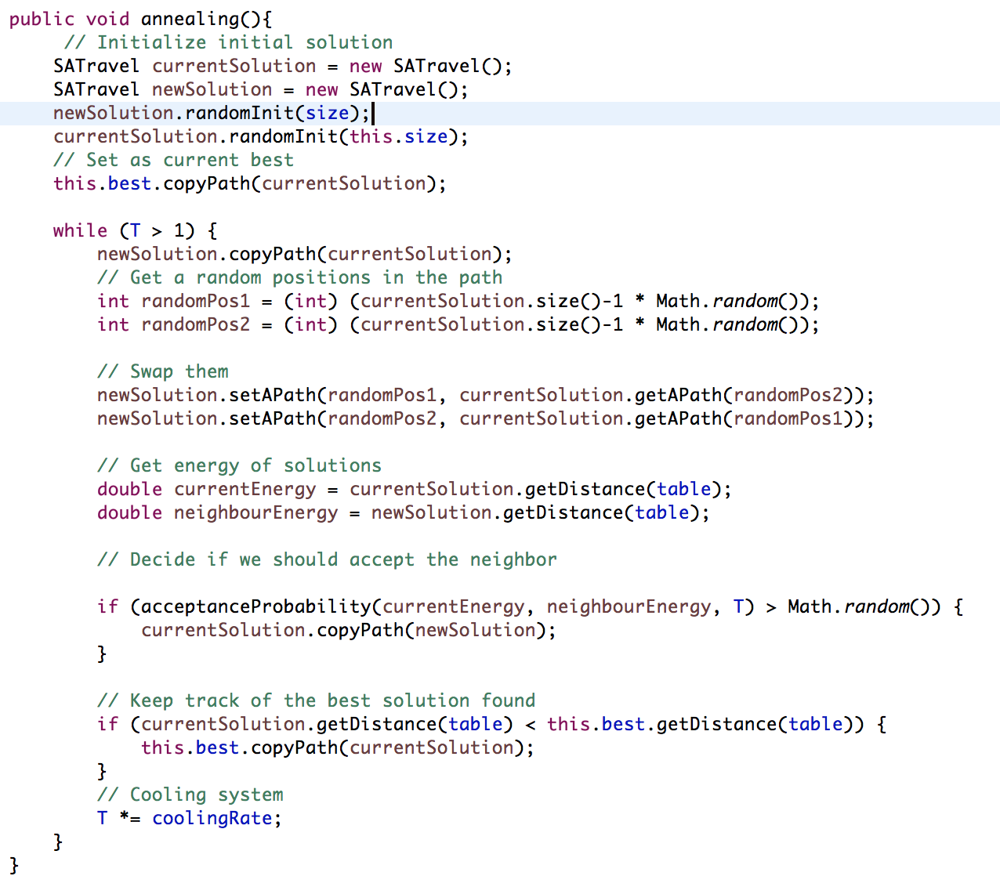 public void annealing(){
// Initialize initial solution
SATravel currentSolution = new SATravel();
SATravel newSolution = new SATravel();
newSolution.randomInit(size);
currentSolution.randomInit(this.size);
// Set as current best
this.best.copyPath(currentSolution);
while (T > 1) {
newSolution.copyPath(currentSolution);
// Get a random positions in the path
int randomPos1 = (int) (currentSolution.size()-1 * Math.random());
int randomPos2 = (int) (currentSolution.size()-1 * Math.random());
// Swap them
newSolution.setAPath(randomPos1, currentSolution.getAPath(randomPos2));
newSolution.setAPath(randomPos2, currentSolution.getAPath(randomPos1));
// Get energy of solutions
double currentEnergy = currentSolution.getDistance(table);
double neighbourEnergy = newSolution.getDistance(table);
// Decide if we should accept the neighbor
if (acceptanceProbability(currentEnergy, neighbourEnergy, T) > Math.random()) {
currentSolution.copyPath(newSolution);
}
// Keep track of the best solution found
if (currentSolution.getDistance(table) < this.best.getDistance(table)) {
this.best.copyPath(currentSolution);
}
// Cooling system
T *= coolingRate;
}
}